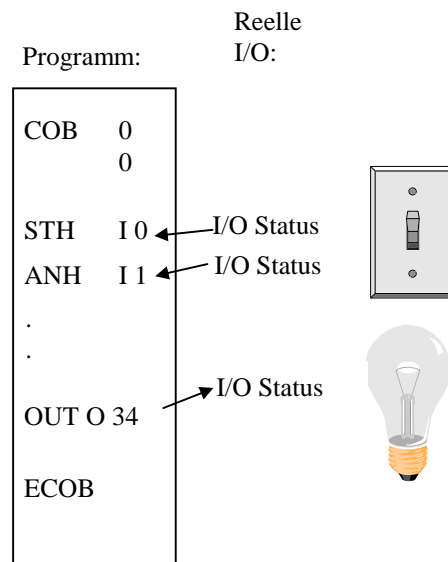 Reelle
Programm: I/O:
COB 0
0
STH I 0 I/O Status
ANH I 1 I/O Status
.
.
I/O Status
OUT O 34
ECOB